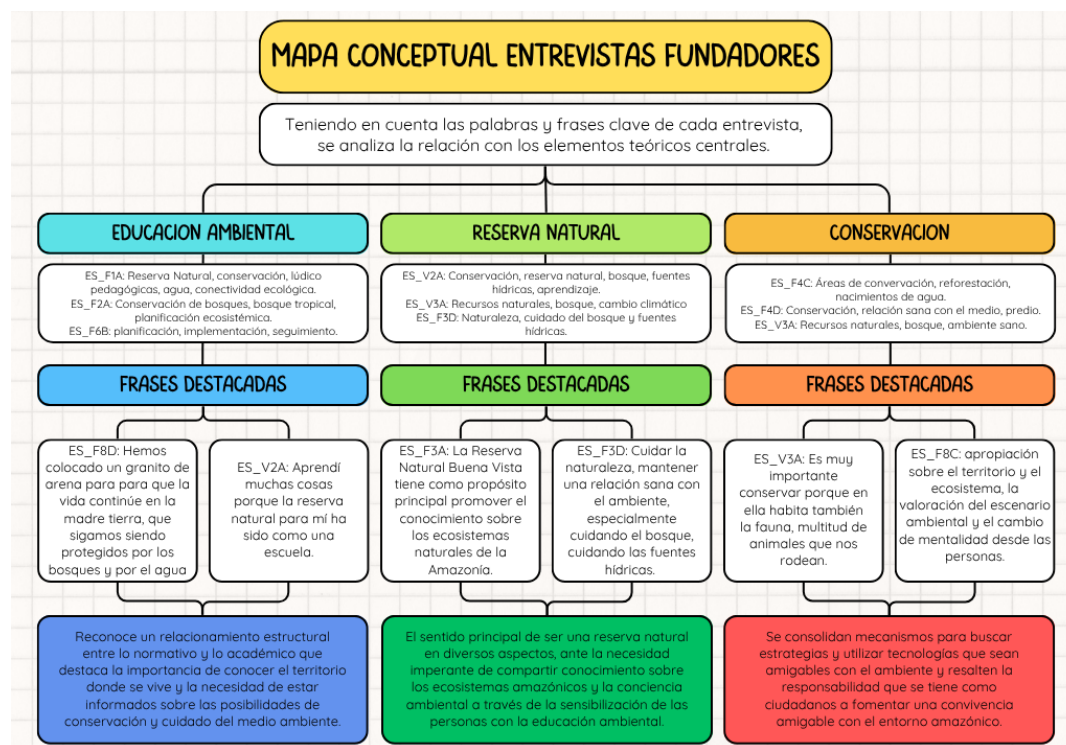 MAPA CONCEPTUAL ENTREVISTAS FUNDADORES
Teniendo en cuenta las palabras y frases clave de cada entrevista,
se analiza la relación con los elementos teóricos centrales.
EDUCACION AMBIENTAL
ES_F1A: Reserva Natural, conservación, lúdico
pedagógicas, agua, conectividad ecológica.
ES_F2A: Conservación de bosques, bosque tropical,
planificación ecosistémica.
ES_F6B: planificación, implementación, seguimiento.
FRASES DESTACADAS
ES_F8D: Hemos
colocado un granito de
arena para para que la
vida continúe en la
madre tierra, que
sigamos siendo
protegidos por los
bosques y por el agua
ES_V2A: Aprendí
muchas cosas
porque la reserva
natural para mí ha
sido como una
escuela.
Reconoce un relacionamiento estructural
entre lo normativo y lo académico que
destaca la importancia de conocer el territorio
donde se vive y la necesidad de estar
informados sobre las posibilidades de
conservación y cuidado del medio ambiente.
RESERVA NATURAL
ES_V2A: Conservación, reserva natural, bosque, fuentes
hídricas, aprendizaje.
ES_V3A: Recursos naturales, bosque, cambio climático
ES_F3D: Naturaleza, cuidado del bosque y fuentes
hídricas.
FRASES DESTACADAS
ES_F3A: La Reserva
Natural Buena Vista
tiene como propósito
principal promover el
conocimiento sobre
los ecosistemas
naturales de la
Amazonía.
ES_F3D: Cuidar la
naturaleza, mantener
una relación sana con
el ambiente,
especialmente
cuidando el bosque,
cuidando las fuentes
hídricas.
El sentido principal de ser una reserva natural
en diversos aspectos, ante la necesidad
imperante de compartir conocimiento sobre
los ecosistemas amazónicos y la conciencia
ambiental a través de la sensibilización de las
personas con la educación ambiental.
CONSERVACION
ES_F4C: Áreas de convervación, reforestación,
nacimientos de agua.
ES_F4D: Conservación, relación sana con el medio, predio.
ES_V3A: Recursos naturales, bosque, ambiente sano.
FRASES DESTACADAS
ES_V3A: Es muy
importante
conservar porque en
ella habita también
la fauna, multitud de
animales que nos
rodean.
ES_F8C: apropiación
sobre el territorio y el
ecosistema, la
valoración del escenario
ambiental y el cambio
de mentalidad desde las
personas.
Se consolidan mecanismos para buscar
estrategias y utilizar tecnologías que sean
amigables con el ambiente y resalten la
responsabilidad que se tiene como
ciudadanos a fomentar una convivencia
amigable con el entorno amazónico.